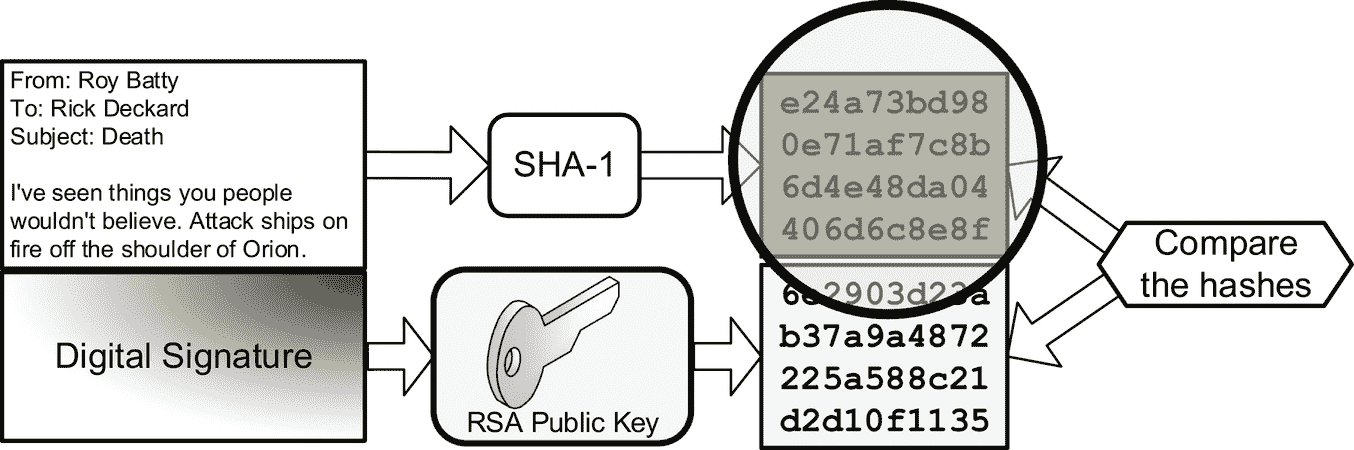 From: Roy Batty
To: Rick Deckard
Subject: Death
I've seen things you people
wouldn't believe. Attack ships on
fire off the shoulder of Orion.
SHA-1
e24a73bd98
0e71af7c8b
6d4e48da04
406d6c8e8f
Compare
the hashes
Digital Signature
RSA Public Key
b37a9a4872
225a588c21
d2d10f1135